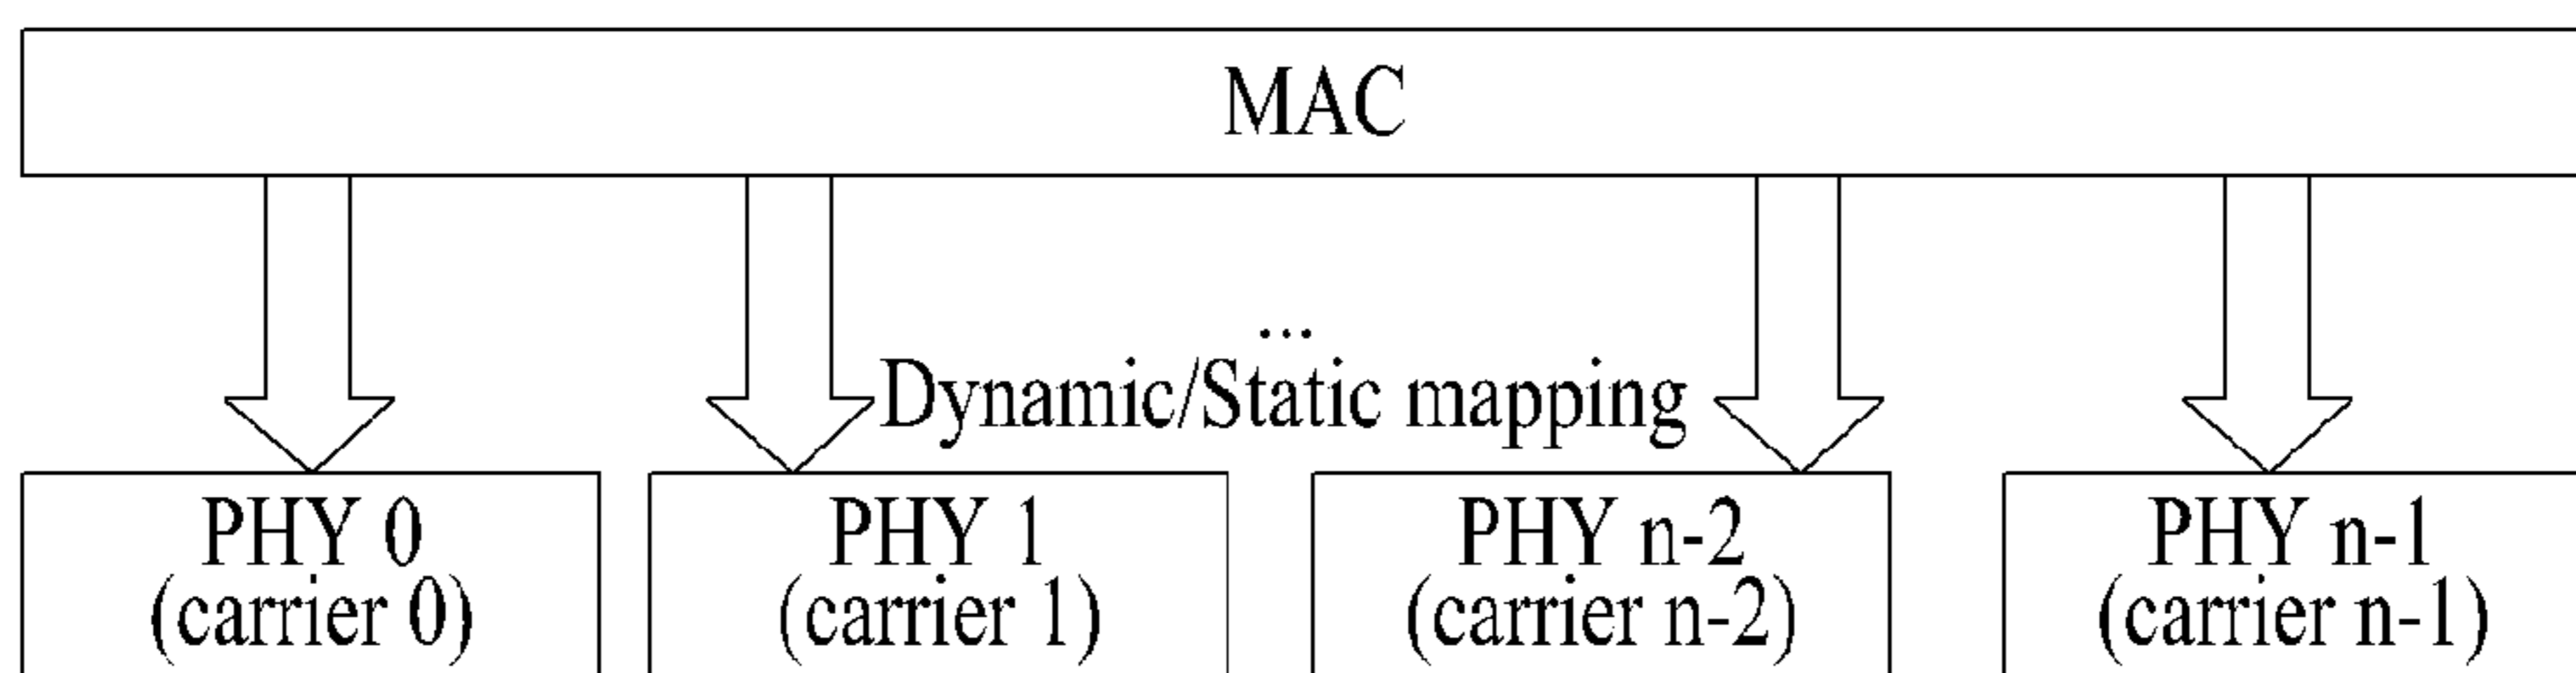 MAC
...
Dynamic/Static mapping
PHY 0
(carrier 0)
PHY 1
(carrier 1)
PHY n-2
(carrier n-2)
PHY n-1
(carrier n-1)